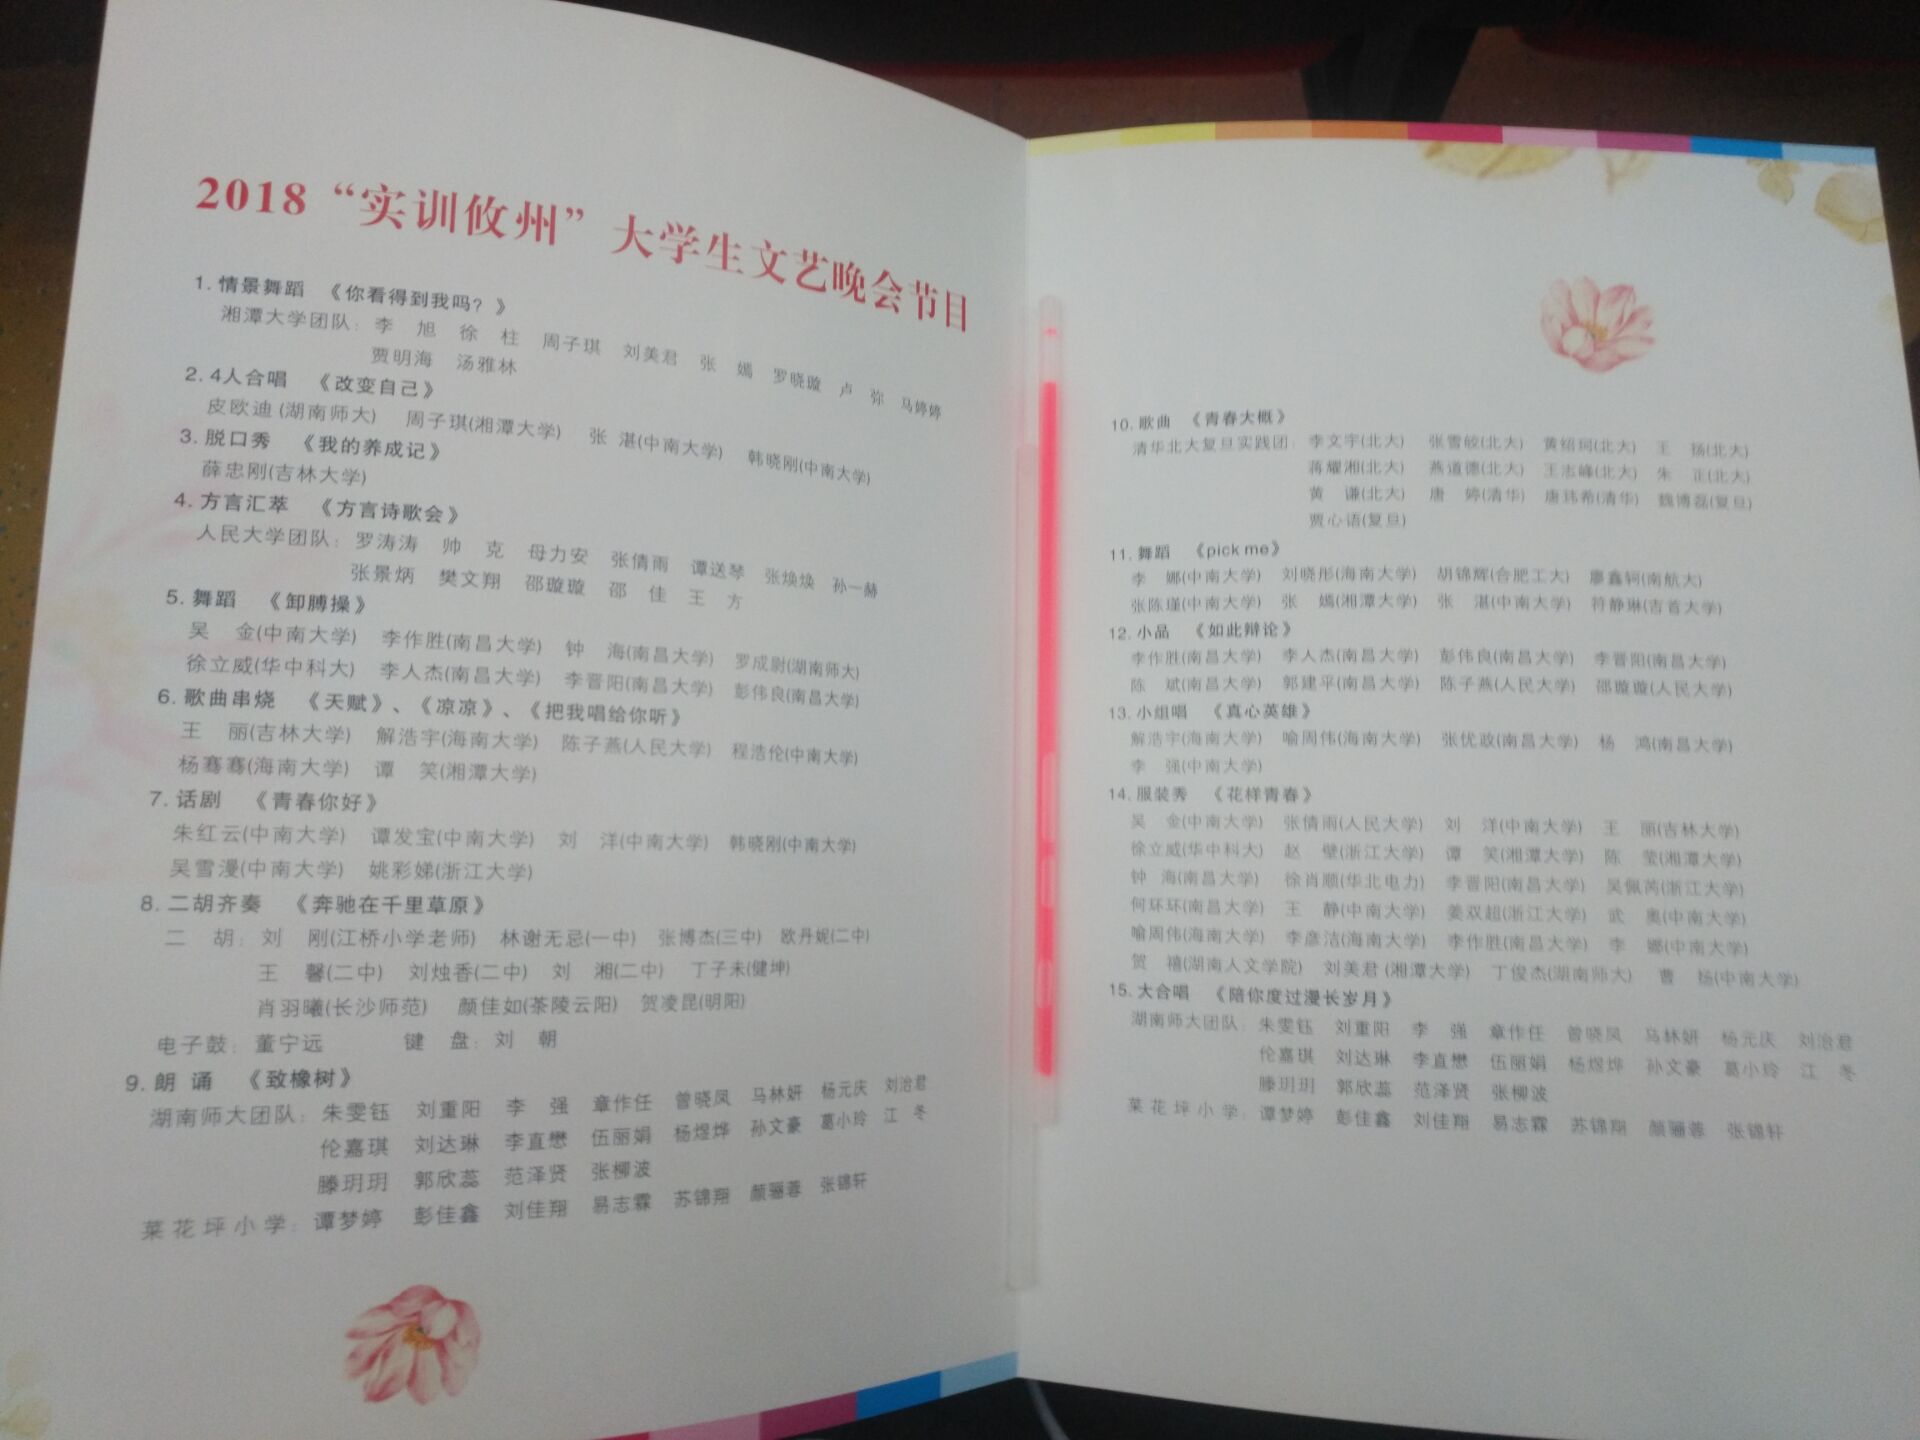 2018 “实训攸州” 大学生文艺晚会节目
1. 情景舞蹈 《你看得到我吗？》
湘潭大学团队： 李 旭 徐 柱 周子琪 刘美君 张 嫣 罗晓璇 卢 弥 马婷婷
贾明海 汤雅林
2. 4人合唱 《改变自己》
皮欧迪(湖南师大) 周子琪(湘潭大学) 张 湛(中南大学) 韩晓刚(中南大学)
3. 脱口秀 《我的养成记》
薛忠刚(吉林大学)
4. 方言汇萃 《方言诗歌会》
人民大学团队： 罗涛涛 帅 克 母力安 张倩雨 谭送琴 张焕焕 孙一赫
张景炳 樊文翔 邵璇璇 邵 佳 王 方
5. 舞蹈 《卸膊操》
吴 金(中南大学) 李作胜(南昌大学) 钟 海(南昌大学) 罗成尉(湖南师大)
徐立威(华中科大) 李人杰(南昌大学) 李晋阳(南昌大学) 彭伟良(南昌大学)
6. 歌曲串烧 《天赋》、《凉凉》、《把我唱给你听》
王 丽(吉林大学) 解浩宇(海南大学) 陈子燕(人民大学) 程浩伦(中南大学)
杨骞骞(海南大学) 谭 笑(湘潭大学)
7. 话剧 《青春你好》
朱红云(中南大学) 谭发宝(中南大学) 刘 洋(中南大学) 韩晓刚(中南大学)
吴雪漫(中南大学) 姚彩娣(浙江大学)
8. 二胡齐奏 《奔驰在千里草原》
二 胡： 刘 刚(江桥小学老师) 林谢无忌(一中) 张博杰(三中) 欧丹妮(二中)
王 馨(二中) 刘烛香(二中) 刘 湘(二中) 丁子未(健坤)
肖羽曦(长沙师范) 颜佳如(茶陵云阳) 贺凌昆(明阳)
电子鼓： 董宁远 键 盘： 刘 朝
9. 朗 诵 《致橡树》
湖南师大团队： 朱雯钰 刘重阳 李 强 章作任 曾晓凤 马林妍 杨元庆 刘治君
伦嘉琪 刘达琳 李直懋 伍丽娟 杨煜烨 孙文豪 葛小玲 江 冬
滕玥玥 郭欣蕊 范泽贤 张柳波
菜花坪小学： 谭梦婷 彭佳鑫 刘佳翔 易志霖 苏锦翔 颜骊蓉 张锦轩
10. 歌曲 《青春大概》
清华北大复旦实践团： 李文宇(北大) 张雪皎(北大) 黄绍珂(北大) 王 扬(北大)
蒋耀湘(北大) 燕道德(北大) 王志峰(北大) 朱 正(北大)
黄 谦(北大) 唐 婷(清华) 唐玮希(清华) 魏博磊(复旦)
贾心语(复旦)
11. 舞蹈 《pick me》
李 娜(中南大学) 刘晓彤(海南大学) 胡锦辉(合肥工大) 廖鑫轲(南航大)
张陈瑾(中南大学) 张 嫣(湘潭大学) 张 湛(中南大学) 符静琳(吉首大学)
12. 小品 《如此辩论》
李作胜(南昌大学) 李人杰(南昌大学) 彭伟良(南昌大学) 李晋阳(南昌大学)
陈 斌(南昌大学) 郭建平(南昌大学) 陈子燕(人民大学) 邵璇璇(人民大学)
13. 小组唱 《真心英雄》
解浩宇(海南大学) 喻周伟(海南大学) 张优政(南昌大学) 杨 鸿(南昌大学)
李 强(中南大学)
14. 服装秀 《花样青春》
吴 金(中南大学) 张倩雨(人民大学) 刘 洋(中南大学) 王 丽(吉林大学)
徐立威(华中科大) 赵 壁(浙江大学) 谭 笑(湘潭大学) 陈 莹(湘潭大学)
钟 海(南昌大学) 徐肖顺(华北电力) 李晋阳(南昌大学) 吴佩芮(浙江大学)
何环环(南昌大学) 王 静(中南大学) 姜双超(浙江大学) 武 奥(中南大学)
喻周伟(海南大学) 李彦洁(海南大学) 李作胜(南昌大学) 李 娜(中南大学)
贺 禧(湖南人文学院) 刘美君 (湘潭大学) 丁俊杰(湖南师大) 曹 杨(中南大学)
15. 大合唱 《陪你度过漫长岁月》
湖南师大团队： 朱雯钰 刘重阳 李 强 章作任 曾晓凤 马林妍 杨元庆 刘治君
伦嘉琪 刘达琳 李直懋 伍丽娟 杨煜烨 孙文豪 葛小玲 江 冬
滕玥玥 郭欣蕊 范泽贤 张柳波
菜花坪小学： 谭梦婷 彭佳鑫 刘佳翔 易志霖 苏锦翔 颜骊蓉 张锦轩